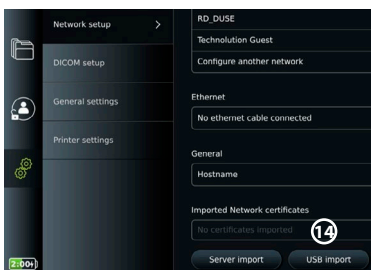 Network setup >
DICOM setup
General settings
Printer settings
2:00h
RD_DUSE
Technolution Guest
Configure another network
Ethernet
No ethernet cable connected
General
Hostname
Imported Network certificates
No certificates imported
14
Server import
USB import